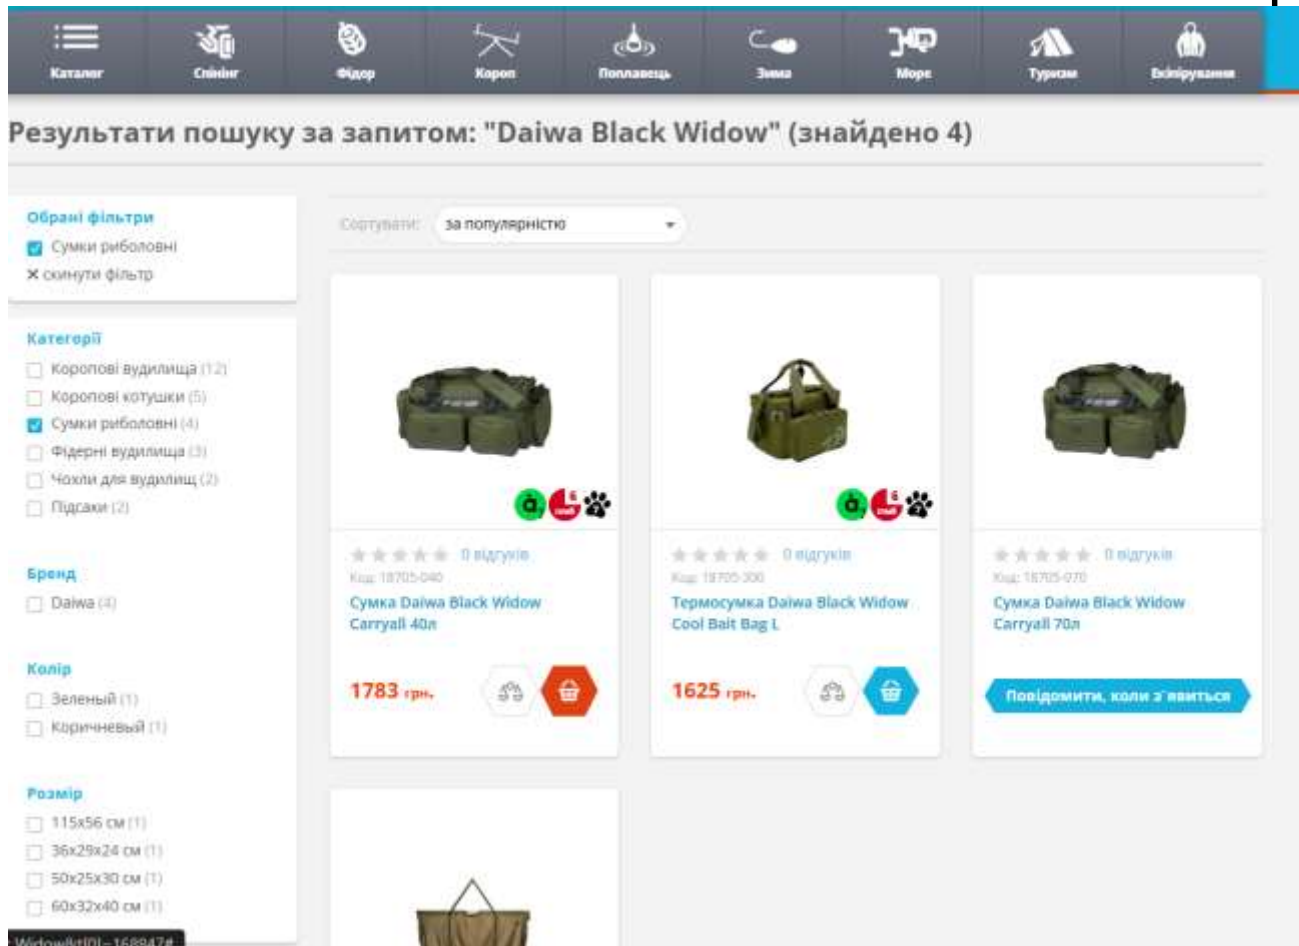 Каталог
Спінінг
Фідер
Короп
Поплавець
Зима
Море
Туризм
Екіпірування
Результати пошуку за запитом: "Daiwa Black Widow" (знайдено 4)
Обрані фільтри
Сумки риболовні
× скинути фільтр
Сортувати:
за популярністю
Категорії
Коропові вудилища (12)
Коропові котушки (5)
Сумки риболовні (4)
Фідерні вудилища (3)
Чохли для вудилищ (2)
Підсаки (2)
Бренд
Daiwa (4)
Колір
Зеленый (1)
Коричневый (1)
Розмір
115x56 см (1)
36x29x24 см (1)
50x25x30 см (1)
60x32x40 см (1)
0 відгуків
Код: 18705-040
Сумка Daiwa Black Widow
Carryall 40л
1783 грн.
0 відгуків
Код: 18705-300
Термосумка Daiwa Black Widow
Cool Bait Bag L
1625 грн.
0 відгуків
Код: 18705-070
Сумка Daiwa Black Widow
Carryall 70л
Повідомити, коли з`явиться